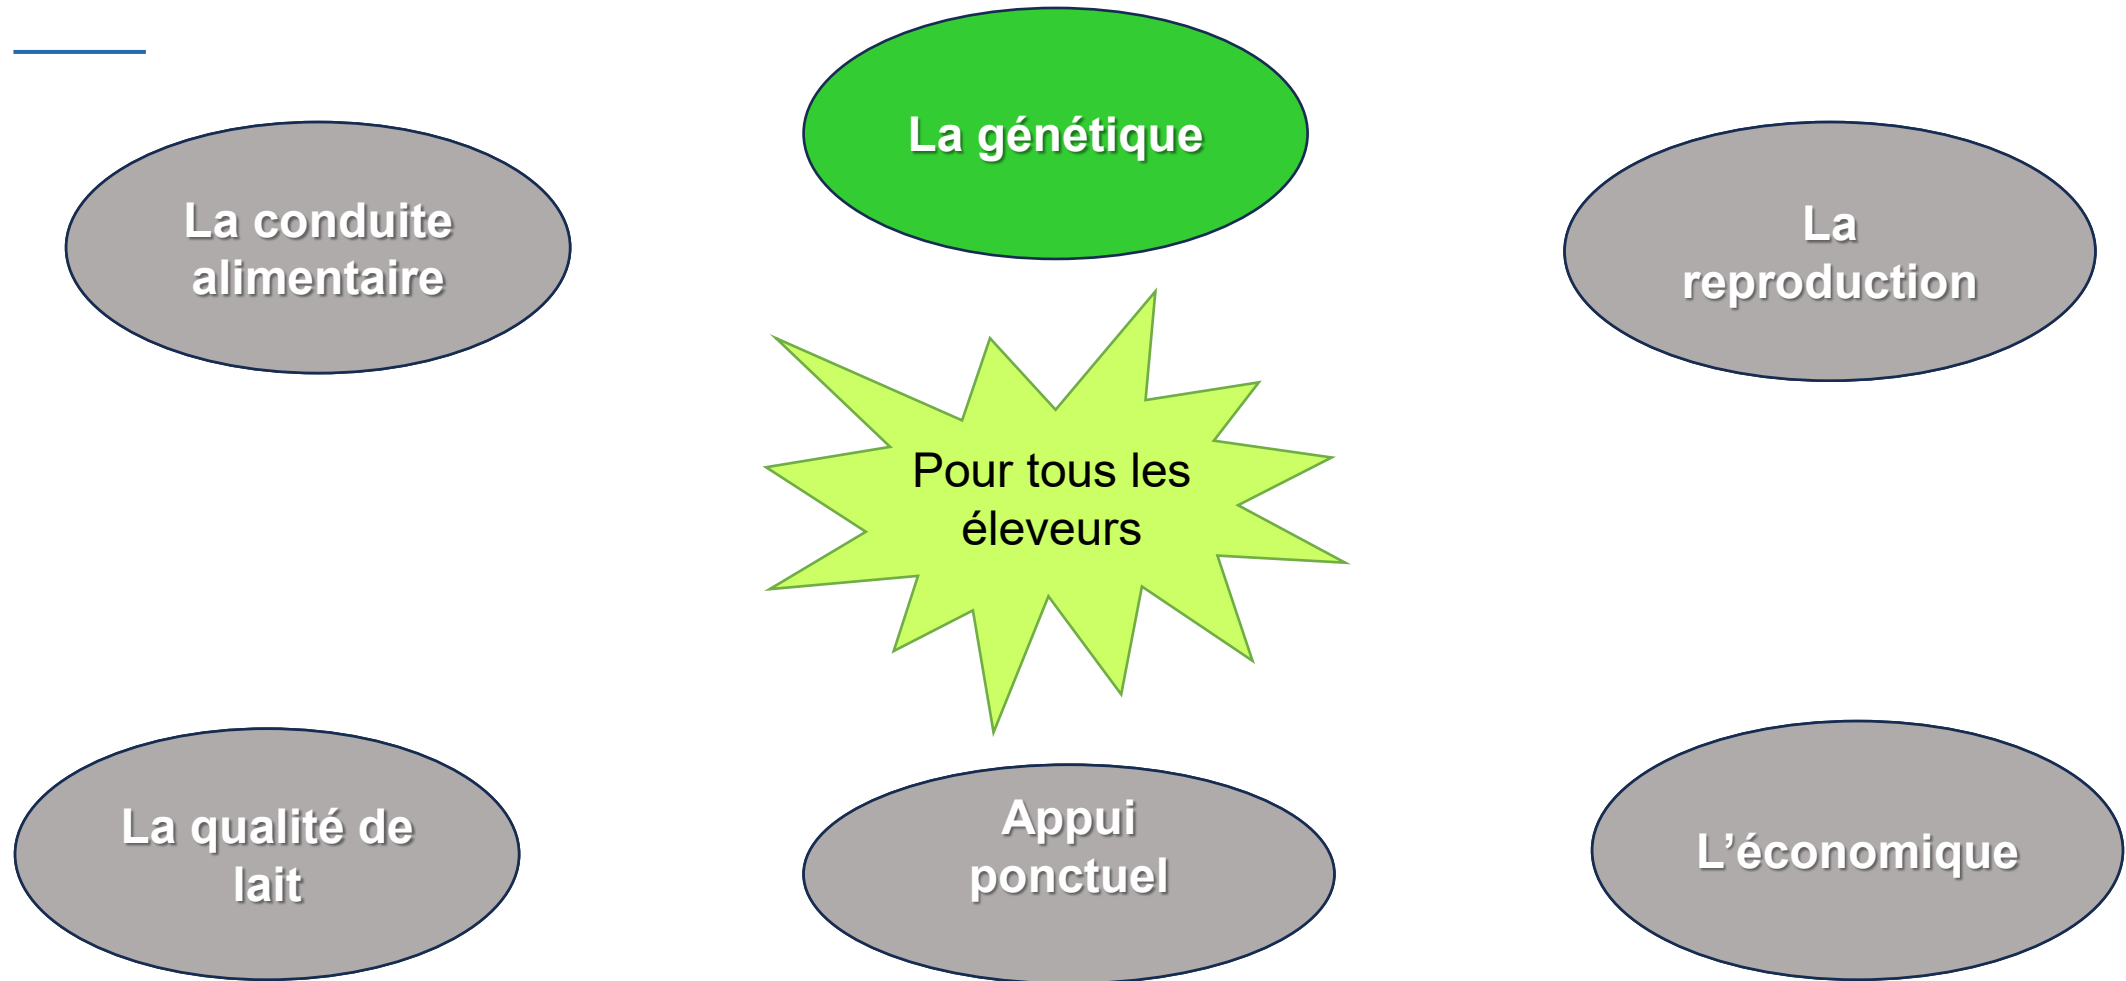 La génétique
La conduite
alimentaire
La
reproduction
Pour tous les
éleveurs
La qualité de
lait
Appui
ponctuel
L’économique